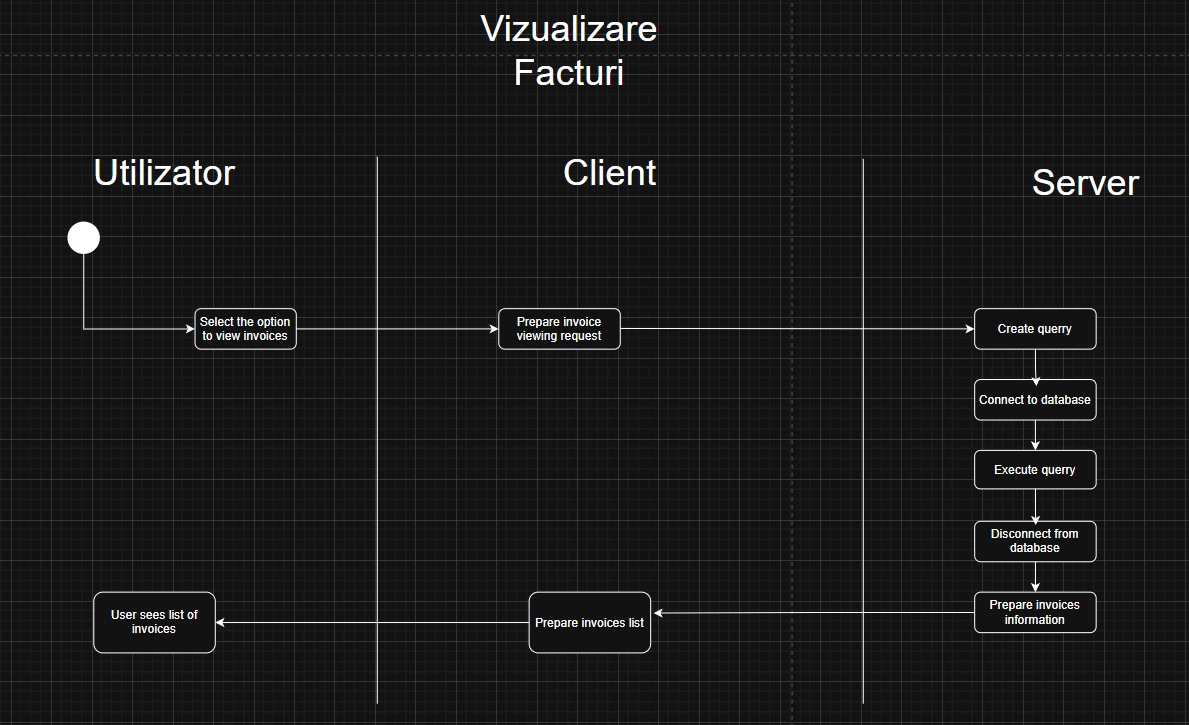 Vizualizare
Facturi
Utilizator
Client
Server
Select the option
to view invoices
Prepare invoice
viewing request
Create querry
Connect to database
Execute querry
Disconnect from
database
Prepare invoices
information
Prepare invoices list
User sees list of
invoices